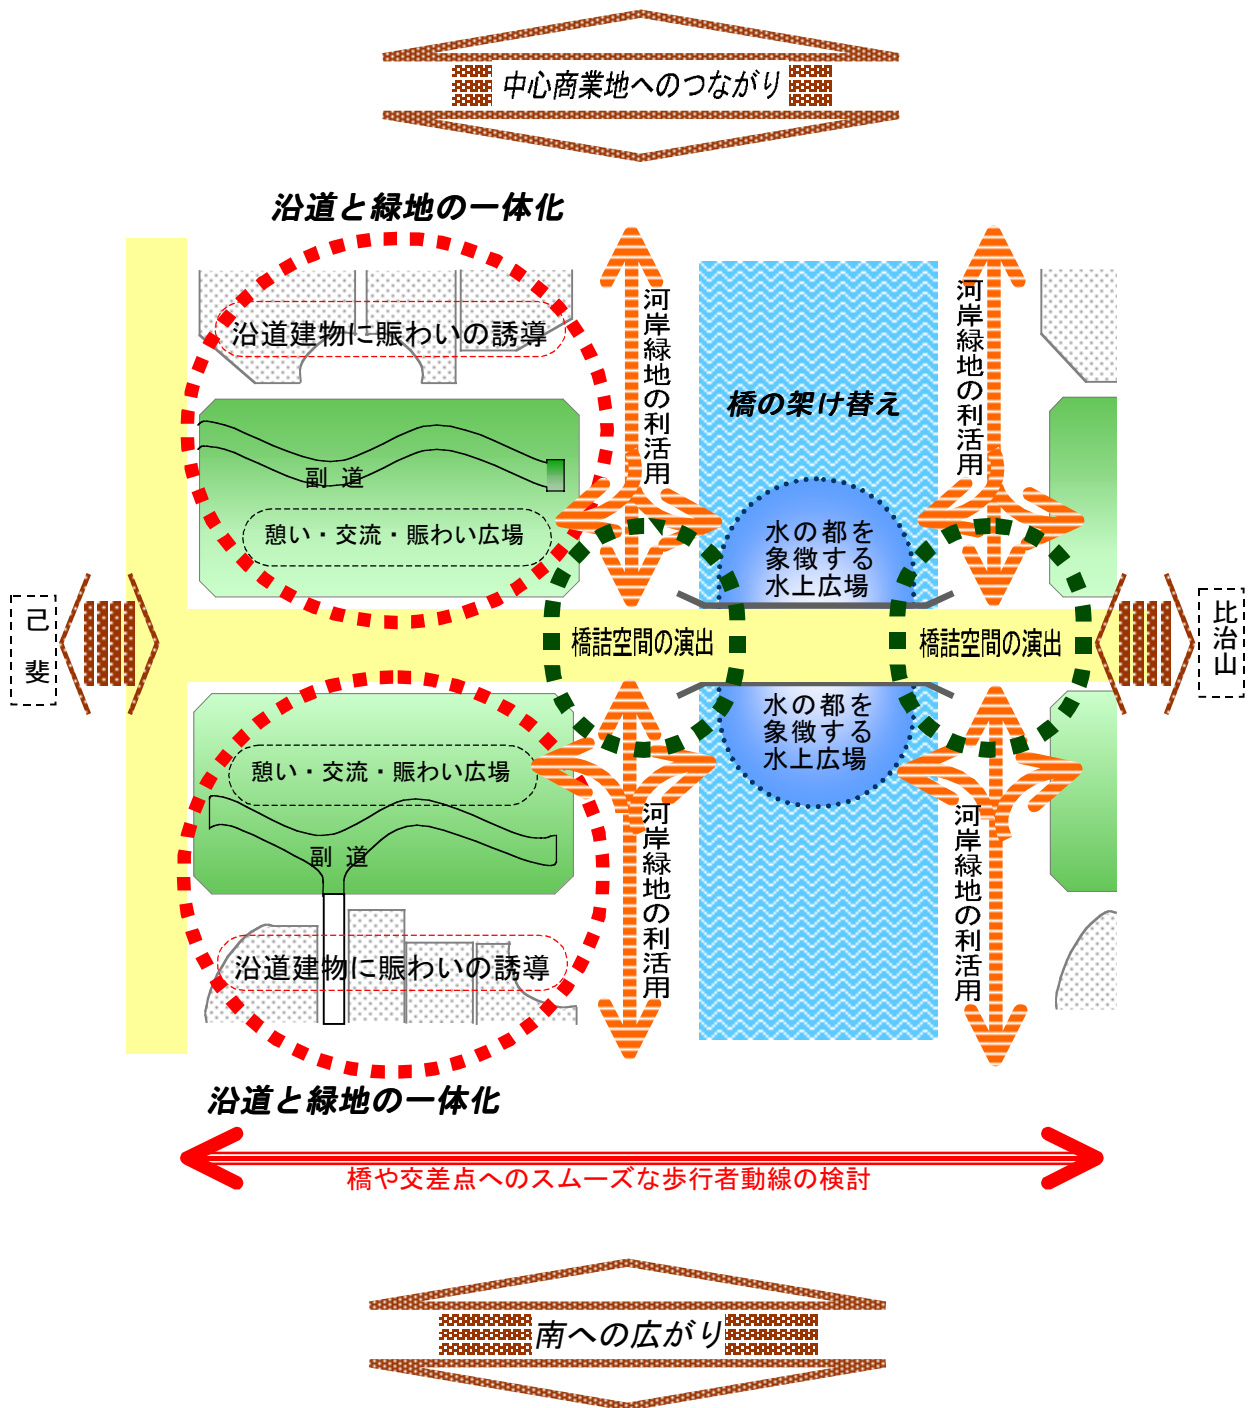 中心商業地へのつながり
沿道と緑地の一体化
沿道建物に賑わいの誘導
河岸緑地の利活用
河岸緑地の利活用
橋の架け替え
副 道
憩い・交流・賑わい広場
水の都を
象徴する
水上広場
己斐
橋詰空間の演出
橋詰空間の演出
比治山
水の都を
象徴する
水上広場
憩い・交流・賑わい広場
副 道
河岸緑地の利活用
河岸緑地の利活用
沿道建物に賑わいの誘導
沿道と緑地の一体化
橋や交差点へのスムーズな歩行者動線の検討
南への広がり